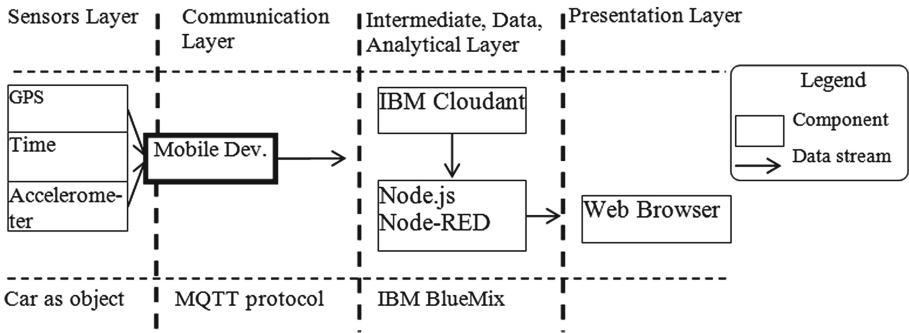 Sensors Layer
Communication
Layer
Intermediate, Data,
Analytical Layer
Presentation Layer
GPS
Time
Accelerome-
ter
Mobile Dev.
IBM Cloudant
Node.js
Node-RED
Web Browser
Legend
Component
Data stream
Car as object
MQTT protocol
IBM BlueMix